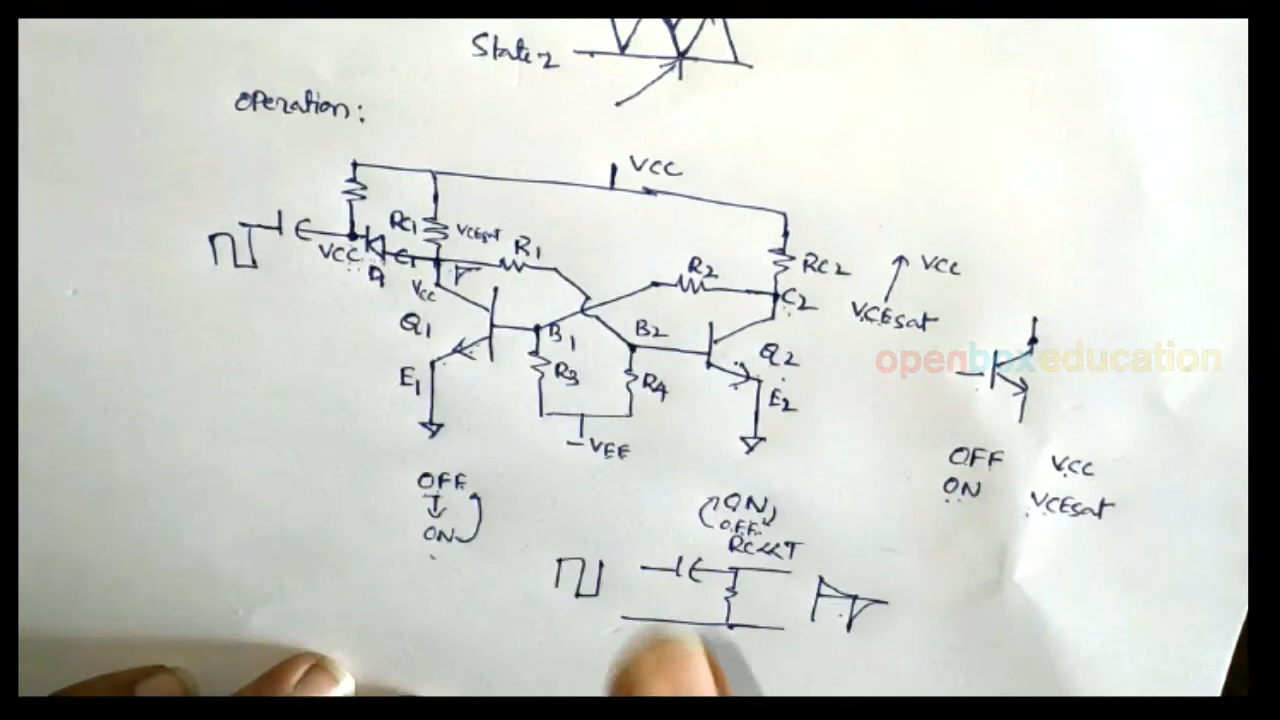 State 2
Operation:
VCC
RC1
VCEsat
R1
R2
RC2
VCC
VCC
D
VCC
C2
VCEsat
Q1
B1
B2
Q2
openboxeducation
E1
R3
R4
E2
-VEE
OFF
ON
ON
OFF
OFF VCC
ON VCEsat
RC<<T